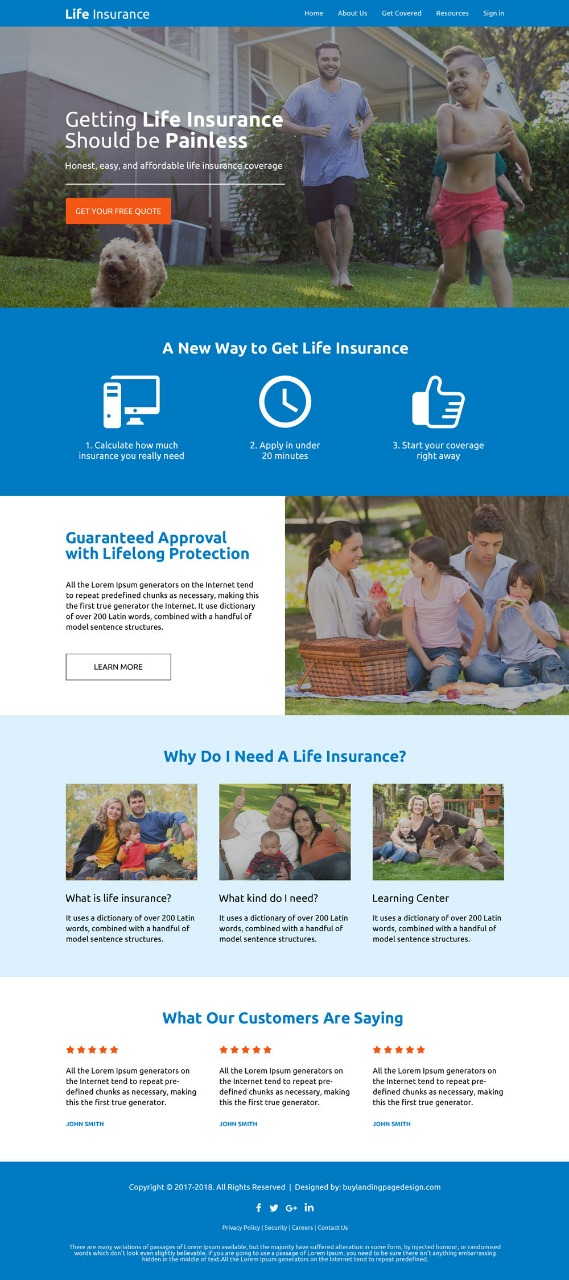 Life Insurance
Home About Us Get Covered Resources Sign in
Getting Life Insurance
Should be Painless
Honest, easy, and affordable life insurance coverage
GET YOUR FREE QUOTE
A New Way to Get Life Insurance
1. Calculate how much
insurance you really need
2. Apply in under
20 minutes
3. Start your coverage
right away
Guaranteed Approval
with Lifelong Protection
All the Lorem Ipsum generators on the Internet tend
to repeat predefined chunks as necessary, making this
the first true generator the Internet. It use dictionary
of over 200 Latin words, combined with a handful of
model sentence structures.
LEARN MORE
Why Do I Need A Life Insurance?
What is life insurance?
It uses a dictionary of over 200 Latin
words, combined with a handful of
model sentence structures.
What kind do I need?
It uses a dictionary of over 200 Latin
words, combined with a handful of
model sentence structures.
Learning Center
It uses a dictionary of over 200 Latin
words, combined with a handful of
model sentence structures.
What Our Customers Are Saying
All the Lorem Ipsum generators on
the Internet tend to repeat pre-
defined chunks as necessary, making
this the first true generator.
JOHN SMITH
All the Lorem Ipsum generators on
the Internet tend to repeat pre-
defined chunks as necessary, making
this the first true generator.
JOHN SMITH
All the Lorem Ipsum generators on
the Internet tend to repeat pre-
defined chunks as necessary, making
this the first true generator.
JOHN SMITH
Copyright © 2017-2018. All Rights Reserved | Designed by: buylandingpagedesign.com
Privacy Policy | Security | Careers | Contact Us
There are many variations of passages of Lorem Ipsum available, but the majority have suffered alteration in some form, by injected humour, or randomised
words which don't look even slightly believable. If you are going to use a passage of Lorem Ipsum, you need to be sure there isn't anything embarrassing
hidden in the middle of text.All the Lorem Ipsum generators on the Internet tend to repeat predefined.